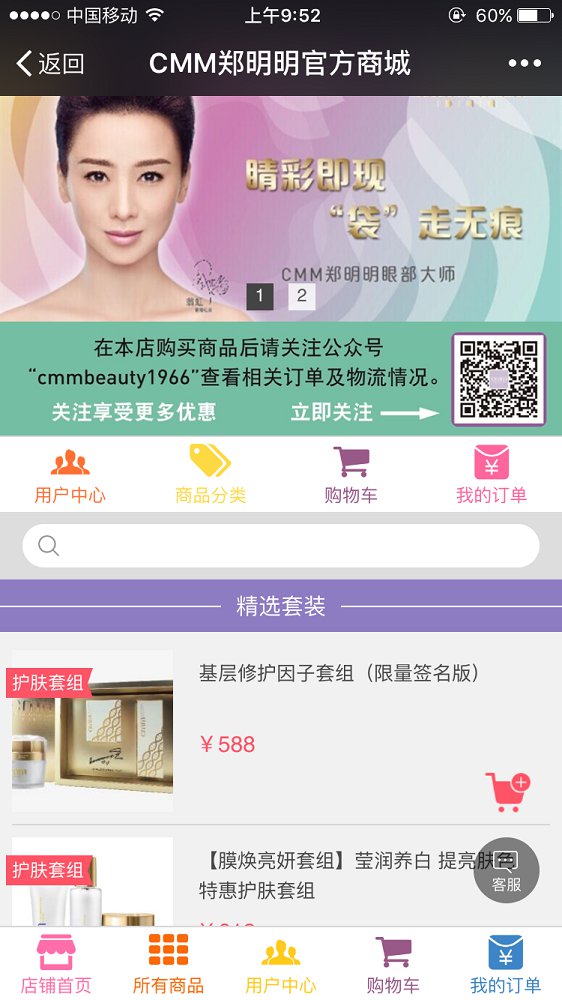 中国移动
上午9:52
60%
返回
CMM郑明明官方商城
睛彩即现
“袋”走无痕
CMM郑明明眼部大师
1
2
在本店购买商品后请关注公众号
“cmmbeauty1966”查看相关订单及物流情况。
关注享受更多优惠
立即关注
用户中心
商品分类
购物车
我的订单
精选套装
护肤套组
基层修护因子套组（限量签名版）
￥588
护肤套组
【膜焕亮妍套组】莹润养白 提亮肤色
特惠护肤套组
客服
店铺首页
所有商品
用户中心
购物车
我的订单